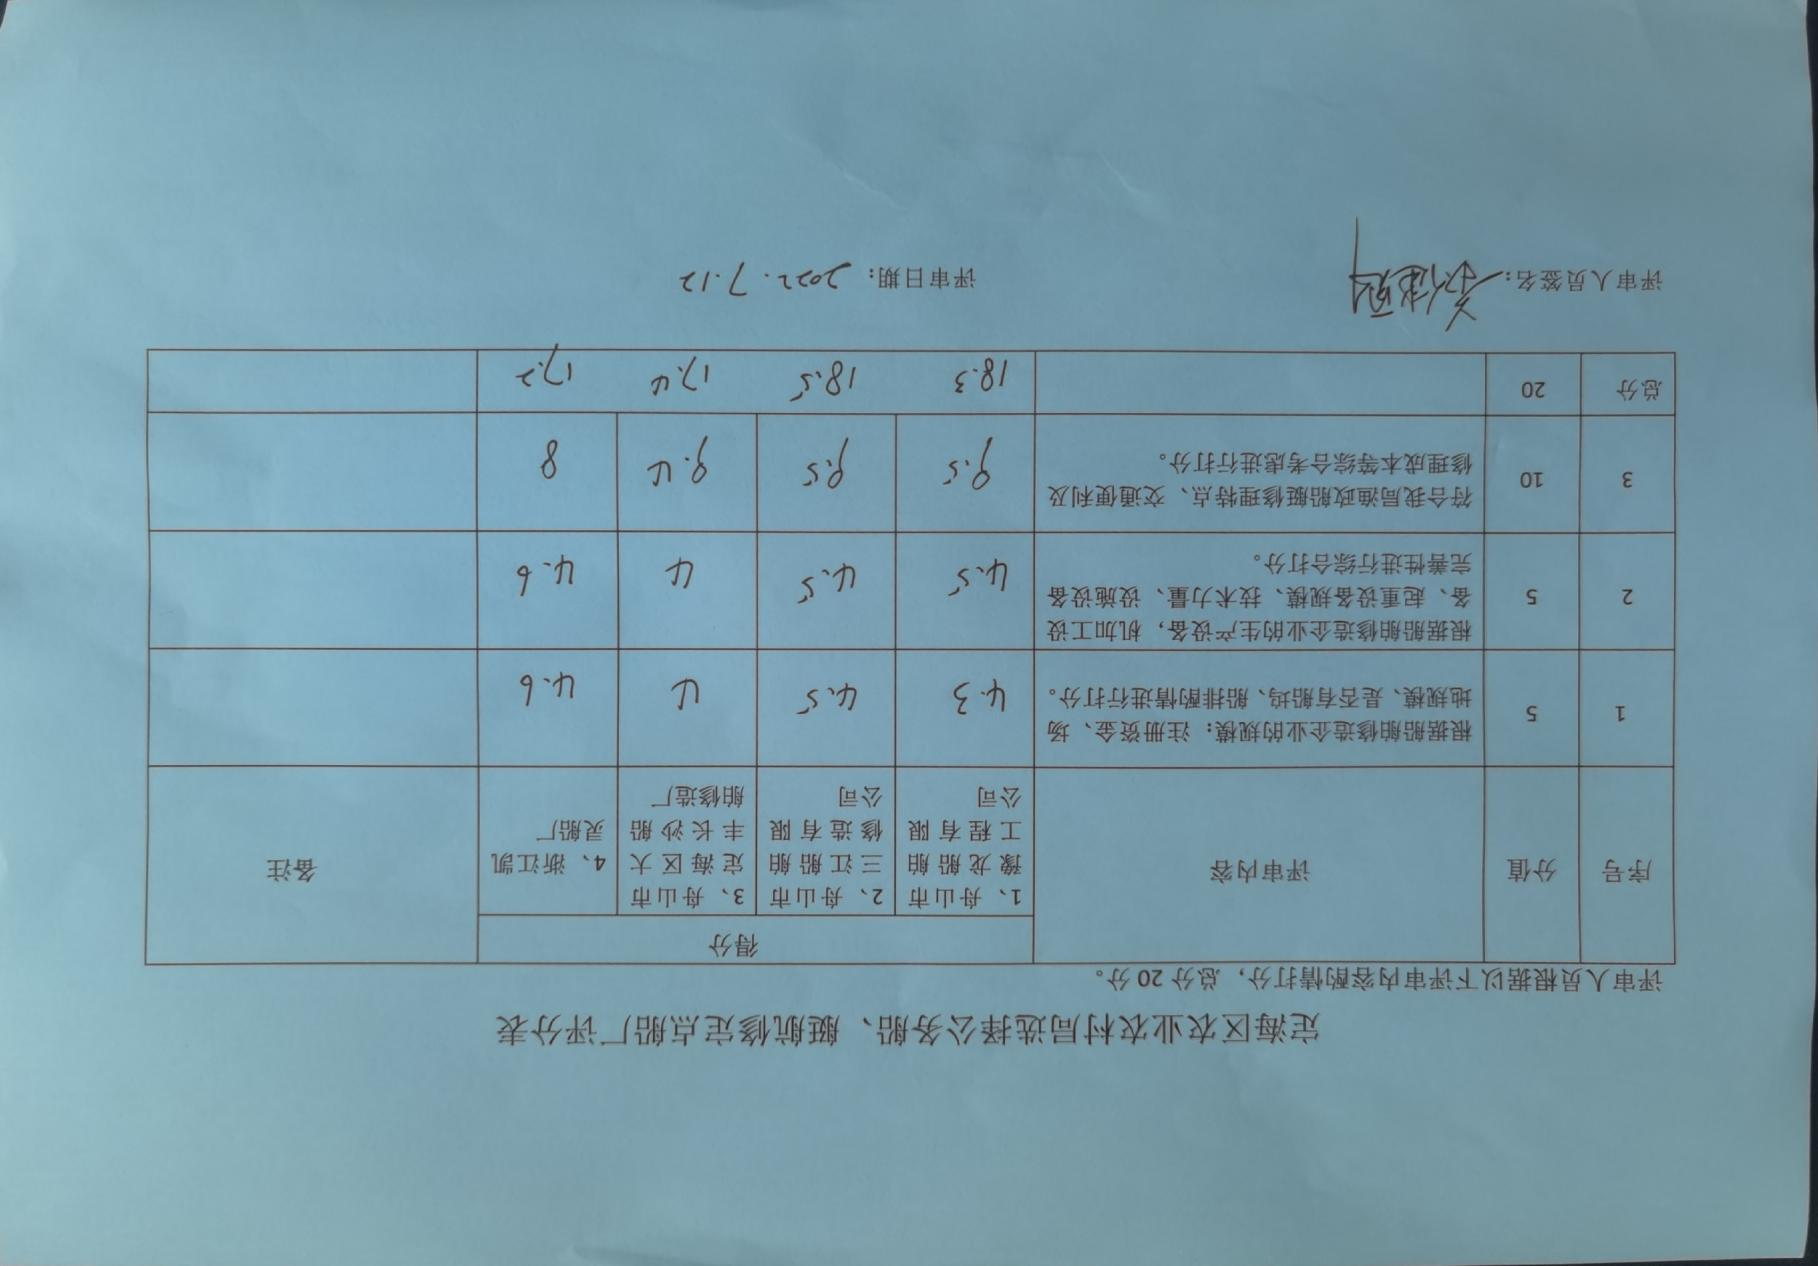 定海区农业农村局选择公务船、艇航修定点船厂评分表
评审人员根据以下评审内容酌情打分，总分 20 分。
序号 分值 评审内容 得分 备注
1、舟山市
豫龙船舶
工程有限
公司
2、舟山市
三江船舶
修造有限
公司
3、舟山市
定海区大
丰长沙船
舶修造厂
4、浙江凯
灵船厂
1 5 根据船舶修造企业的规模：注册资金、场
地规模、是否有船坞、船排酌情进行打分。
4.3 4.5 4 4.6
2 5 根据船舶修造企业的生产设备，机加工设
备、起重设备规模、技术力量、设施设备
完善性进行综合打分。
4.5 4.5 4 4.6
3 10 符合我局渔政船艇修理特点、交通便利及
修理成本等综合考虑进行打分。
9.5 9.5 9.4 8
总分 20 18.3 18.5 17.4 17.2
评审人员签名：
评审日期： 2022.7.12